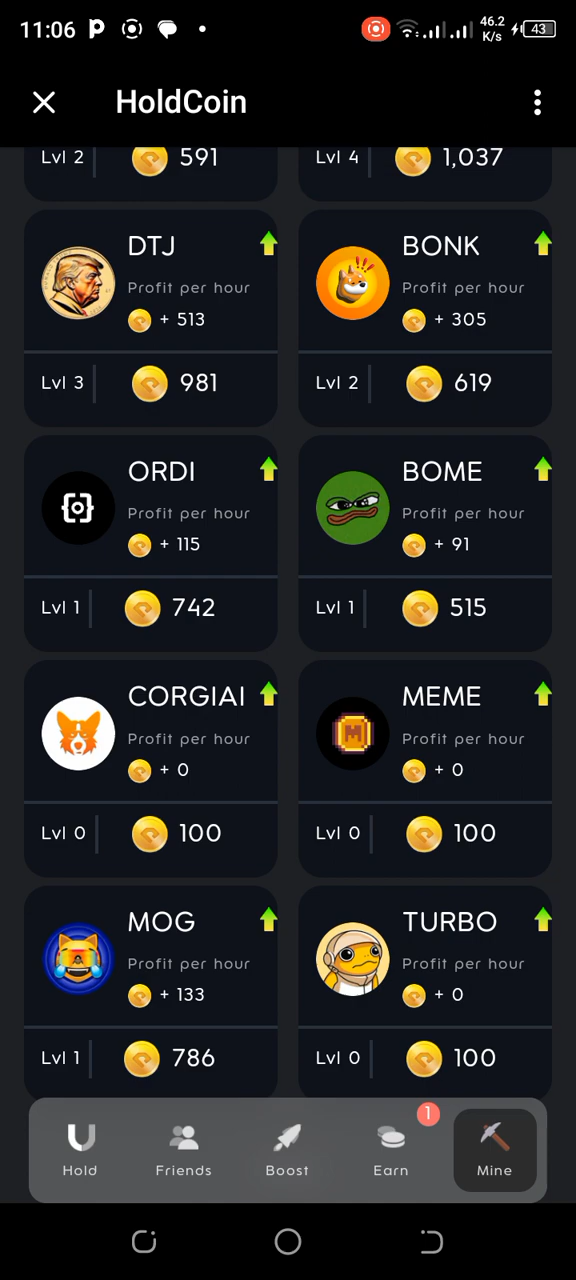 11:06 46.2 K/s 43
HoldCoin
Lvl 2 591
Lvl 4 1,037
DTJ
Profit per hour
+ 513
Lvl 3 981
BONK
Profit per hour
+ 305
Lvl 2 619
ORDI
Profit per hour
+ 115
Lvl 1 742
BOME
Profit per hour
+ 91
Lvl 1 515
CORGIAI
Profit per hour
+ 0
Lvl 0 100
MEME
Profit per hour
+ 0
Lvl 0 100
MOG
Profit per hour
+ 133
Lvl 1 786
TURBO
Profit per hour
+ 0
Lvl 0 100
1
Hold Friends Boost Earn Mine